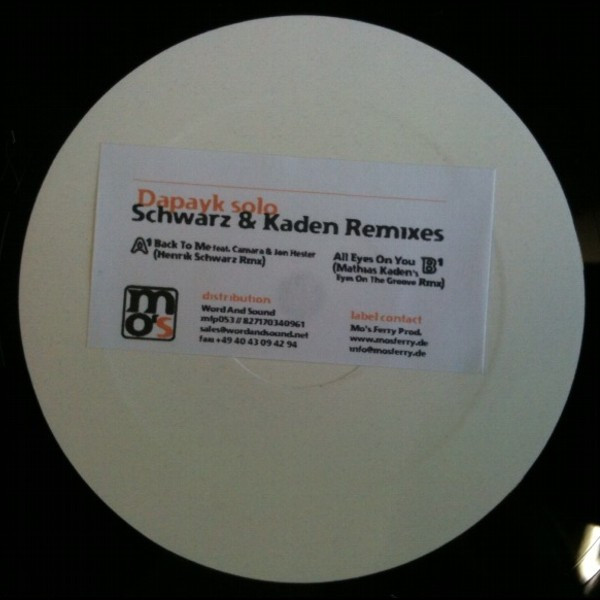 Dapayk solo
Schwarz & Kaden Remixes
A1 Back To Me feat. Camara & Jon Hester
(Henrik Schwarz Rmx)
All Eyes On You B1
(Mathias Kaden's
Eyes On The Groove Rmx)
mo's
distribution
Word And Sound
mfp053 // 827170340961
sales@wordandsound.net
fax: +49 40 43 09 42 94
label contact
Mo's Ferry Prod.
www.mosferry.de
info@mosferry.de